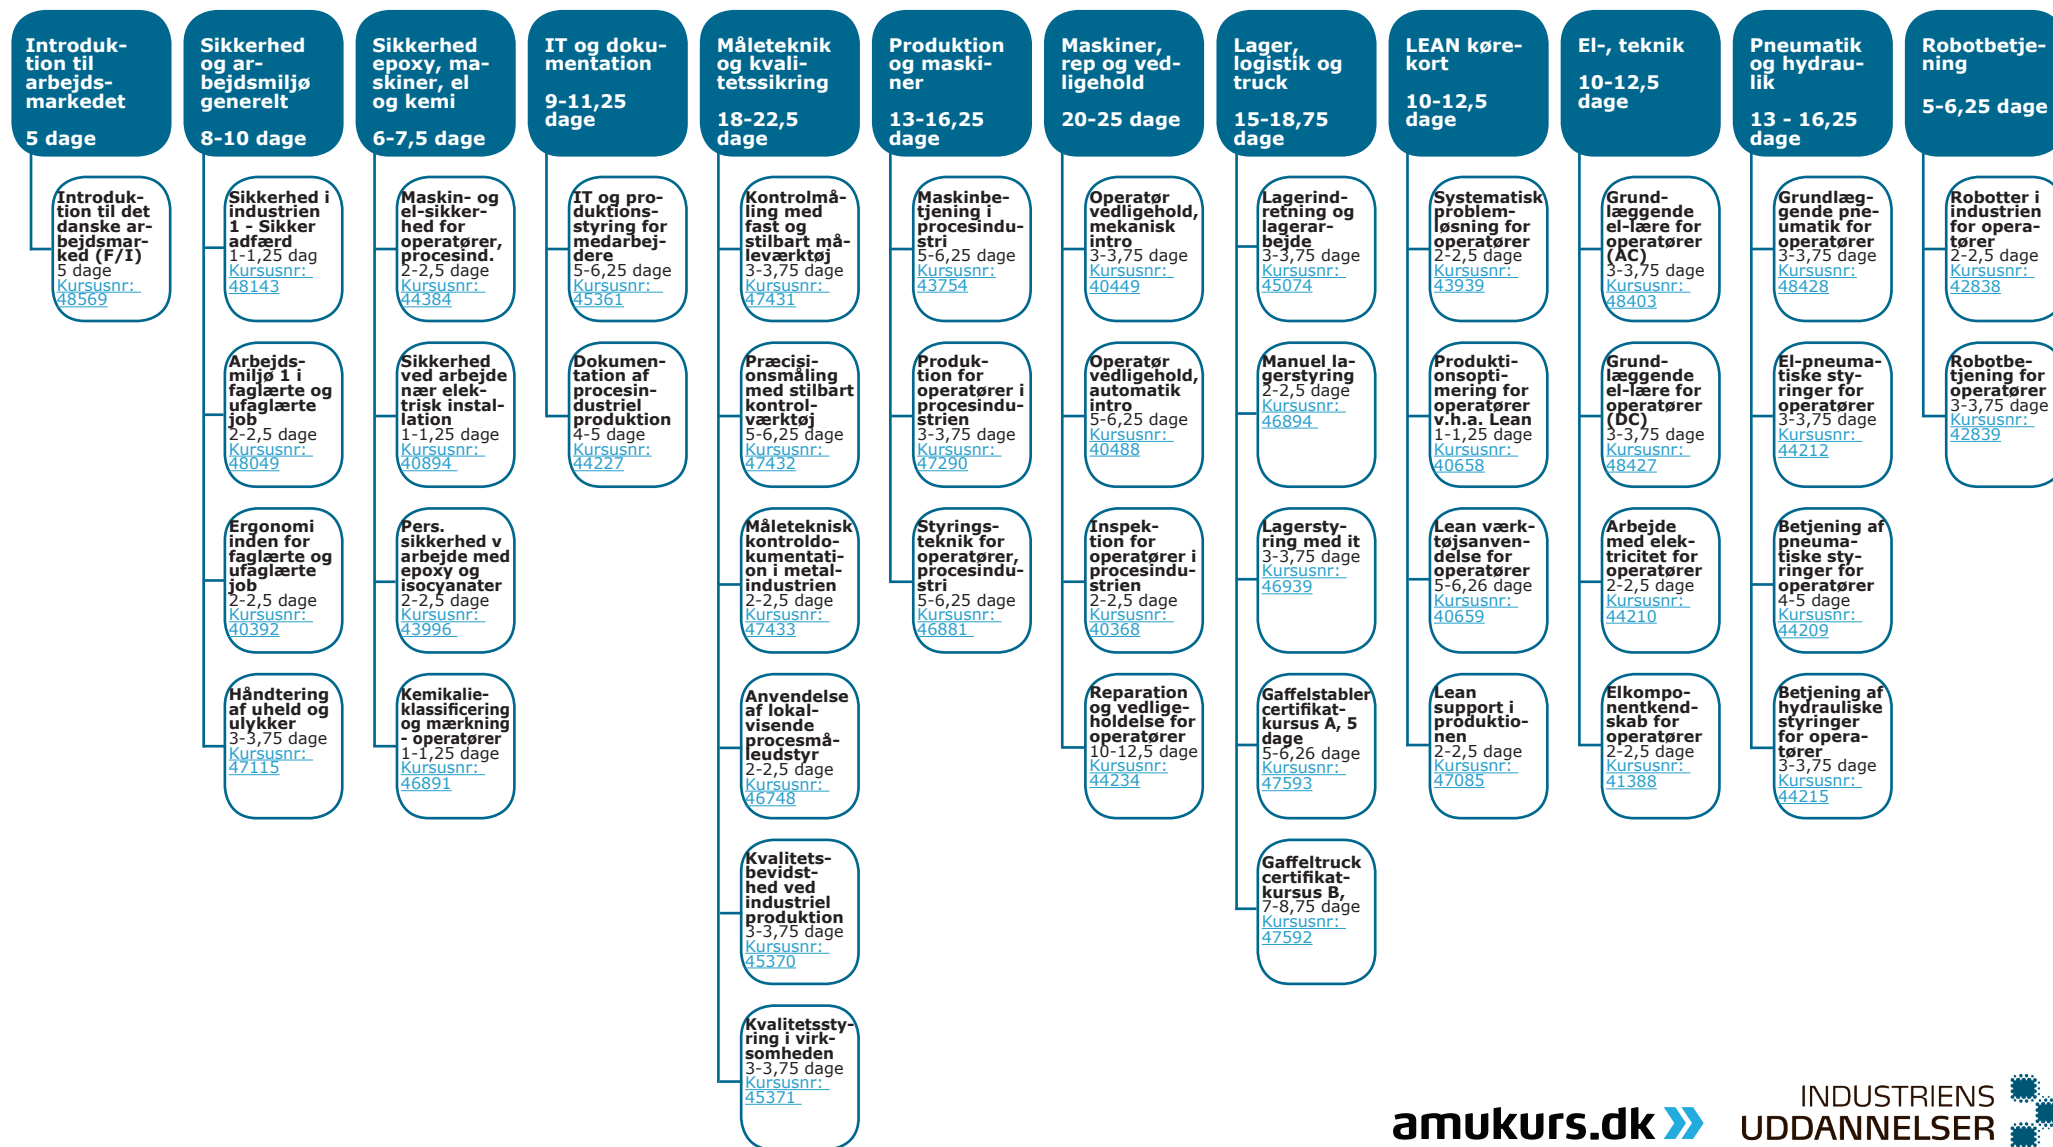 Introduk-
tion til
arbejds-
markedet
5 dage
Introduk-
tion til det
danske ar-
bejdsmar-
ked (F/I)
5 dage
Kursusnr:
48569
Sikkerhed
og ar-
bejdsmiljø
generelt
8-10 dage
Sikkerhed i
industrien
1 - Sikker
adfærd
1-1,25 dag
Kursusnr:
48143
Arbejds-
miljø 1 i
faglærte og
ufaglærte
job
2-2,5 dage
Kursusnr:
48049
Ergonomi
inden for
faglærte og
ufaglærte
job
2-2,5 dage
Kursusnr:
40392
Håndtering
af uheld og
ulykker
3-3,75 dage
Kursusnr:
47115
Sikkerhed
epoxy, ma-
skiner, el
og kemi
6-7,5 dage
Maskin- og
el-sikker-
hed for
operatører,
procesind.
2-2,5 dage
Kursusnr:
44384
Sikkerhed
ved arbejde
nær elek-
trisk instal-
lation
1-1,25 dage
Kursusnr:
40894
Pers.
sikkerhed v
arbejde med
epoxy og
isocyanater
2-2,5 dage
Kursusnr:
43996
Kemikalie-
klassificering
og mærkning
- operatører
1-1,25 dage
Kursusnr:
46891
IT og doku-
mentation
9-11,25
dage
IT og pro-
duktions-
styring for
medarbej-
dere
5-6,25 dage
Kursusnr:
45361
Dokumen-
tation af
procesin-
dustriel
produktion
4-5 dage
Kursusnr:
44227
Måleteknik
og kvali-
tetssikring
18-22,5
dage
Kontrolmå-
ling med
fast og
stilbart må-
leværktøj
3-3,75 dage
Kursusnr:
47431
Præcisi-
onsmåling
med stilbart
kontrol-
værktøj
5-6,25 dage
Kursusnr:
47432
Måleteknisk
kontroldo-
kumentati-
on i metal-
industrien
2-2,5 dage
Kursusnr:
47433
Anvendelse
af lokal-
visende
procesmå-
leudstyr
2-2,5 dage
Kursusnr:
46748
Kvalitets-
bevidst-
hed ved
industriel
produktion
3-3,75 dage
Kursusnr:
45370
Kvalitetssty-
ring i virk-
somheden
3-3,75 dage
Kursusnr:
45371
Produktion
og maski-
ner
13-16,25
dage
Maskinbe-
tjening i
procesindu-
stri
5-6,25 dage
Kursusnr:
43754
Produk-
tion for
operatører i
procesindu-
strien
3-3,75 dage
Kursusnr:
47290
Styrings-
teknik for
operatører,
procesindu-
stri
5-6,25 dage
Kursusnr:
46881
Maskiner,
rep og ved-
ligehold
20-25 dage
Operatør
vedligehold,
mekanisk
intro
3-3,75 dage
Kursusnr:
40449
Operatør
vedligehold,
automatik
intro
5-6,25 dage
Kursusnr:
40488
Inspek-
tion for
operatører i
procesindu-
strien
2-2,5 dage
Kursusnr:
40368
Reparation
og vedlige-
holdelse for
operatører
10-12,5 dage
Kursusnr:
44234
Lager,
logistik og
truck
15-18,75
dage
Lagerind-
retning og
lagerar-
bejde
3-3,75 dage
Kursusnr:
45074
Manuel la-
gerstyring
2-2,5 dage
Kursusnr:
46894
Lagersty-
ring med it
3-3,75 dage
Kursusnr:
46939
Gaffelstabler
certifikat-
kursus A, 5
dage
5-6,26 dage
Kursusnr:
47593
Gaffeltruck
certifikat-
kursus B,
7-8,75 dage
Kursusnr:
47592
LEAN køre-
kort
10-12,5
dage
Systematisk
problem-
løsning for
operatører
2-2,5 dage
Kursusnr:
43939
Produkti-
onsopti-
mering for
operatører
v.h.a. Lean
1-1,25 dage
Kursusnr:
40658
Lean værk-
tøjsanven-
delse for
operatører
5-6,26 dage
Kursusnr:
40659
Lean
support i
produktio-
nen
2-2,5 dage
Kursusnr:
47085
El-, teknik
10-12,5
dage
Grund-
læggende
el-lære for
operatører
(AC)
3-3,75 dage
Kursusnr:
48403
Grund-
læggende
el-lære for
operatører
(DC)
3-3,75 dage
Kursusnr:
48427
Arbejde
med elek-
tricitet for
operatører
2-2,5 dage
Kursusnr:
44210
Elkompo-
nentkend-
skab for
operatører
2-2,5 dage
Kursusnr:
41388
Pneumatik
og hydrau-
lik
13 - 16,25
dage
Grundlæg-
gende pne-
umatik for
operatører
3-3,75 dage
Kursusnr:
48428
El-pneuma-
tiske sty-
ringer for
operatører
3-3,75 dage
Kursusnr:
44212
Betjening af
pneuma-
tiske sty-
ringer for
operatører
4-5 dage
Kursusnr:
44209
Betjening af
hydrauliske
styringer
for opera-
tører
3-3,75 dage
Kursusnr:
44215
Robotbetje-
ning
5-6,25 dage
Robotter i
industrien
for opera-
tører
2-2,5 dage
Kursusnr:
42838
Robotbe-
tjening for
operatører
3-3,75 dage
Kursusnr:
42839
amukurs.dk
INDUSTRIENS
UDDANNELSER